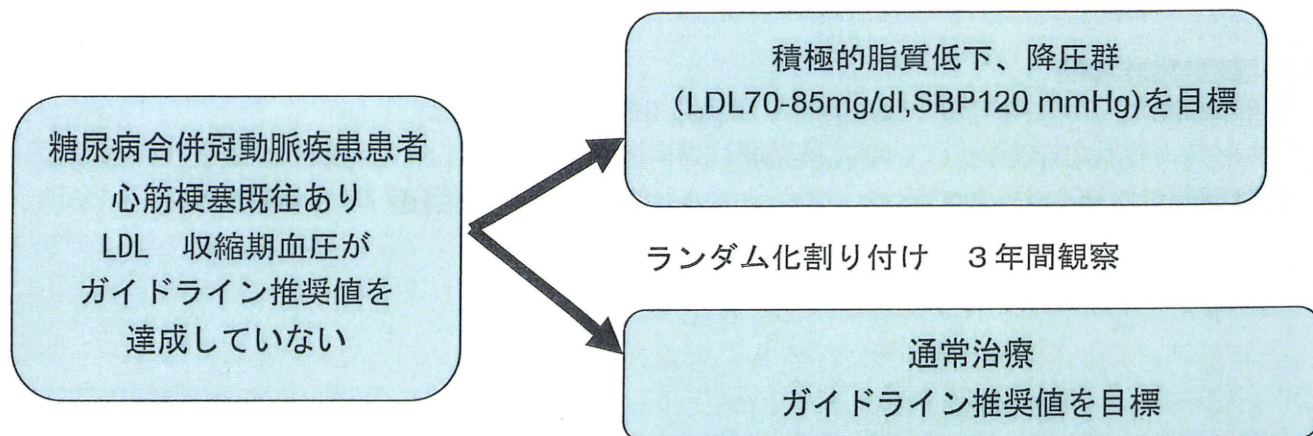 糖尿病合併冠動脈疾患患者
心筋梗塞既往あり
LDL　収縮期血圧が
ガイドライン推奨値を
達成していない
積極的脂質低下、降圧群
（LDL70-85mg/dl,SBP120 mmHg)を目標
ランダム化割り付け　３年間観察
通常治療
ガイドライン推奨値を目標